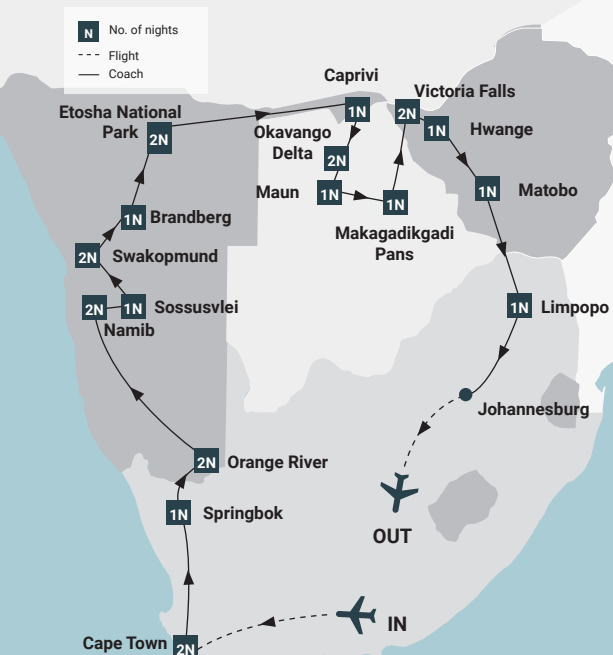 N No. of nights
Flight
Coach
Caprivi
Victoria Falls
Etosha National
Park
2N
1N
2N
1N
Hwange
Okavango
Delta
2N
Maun
1N
1N
Matobo
1N
Makagadikgadi
Pans
1N
Brandberg
2N
Swakopmund
2N
1N
Sossusvlei
Namib
1N
Limpopo
Johannesburg
2N
Orange River
1N
Springbok
OUT
IN
Cape Town
2N